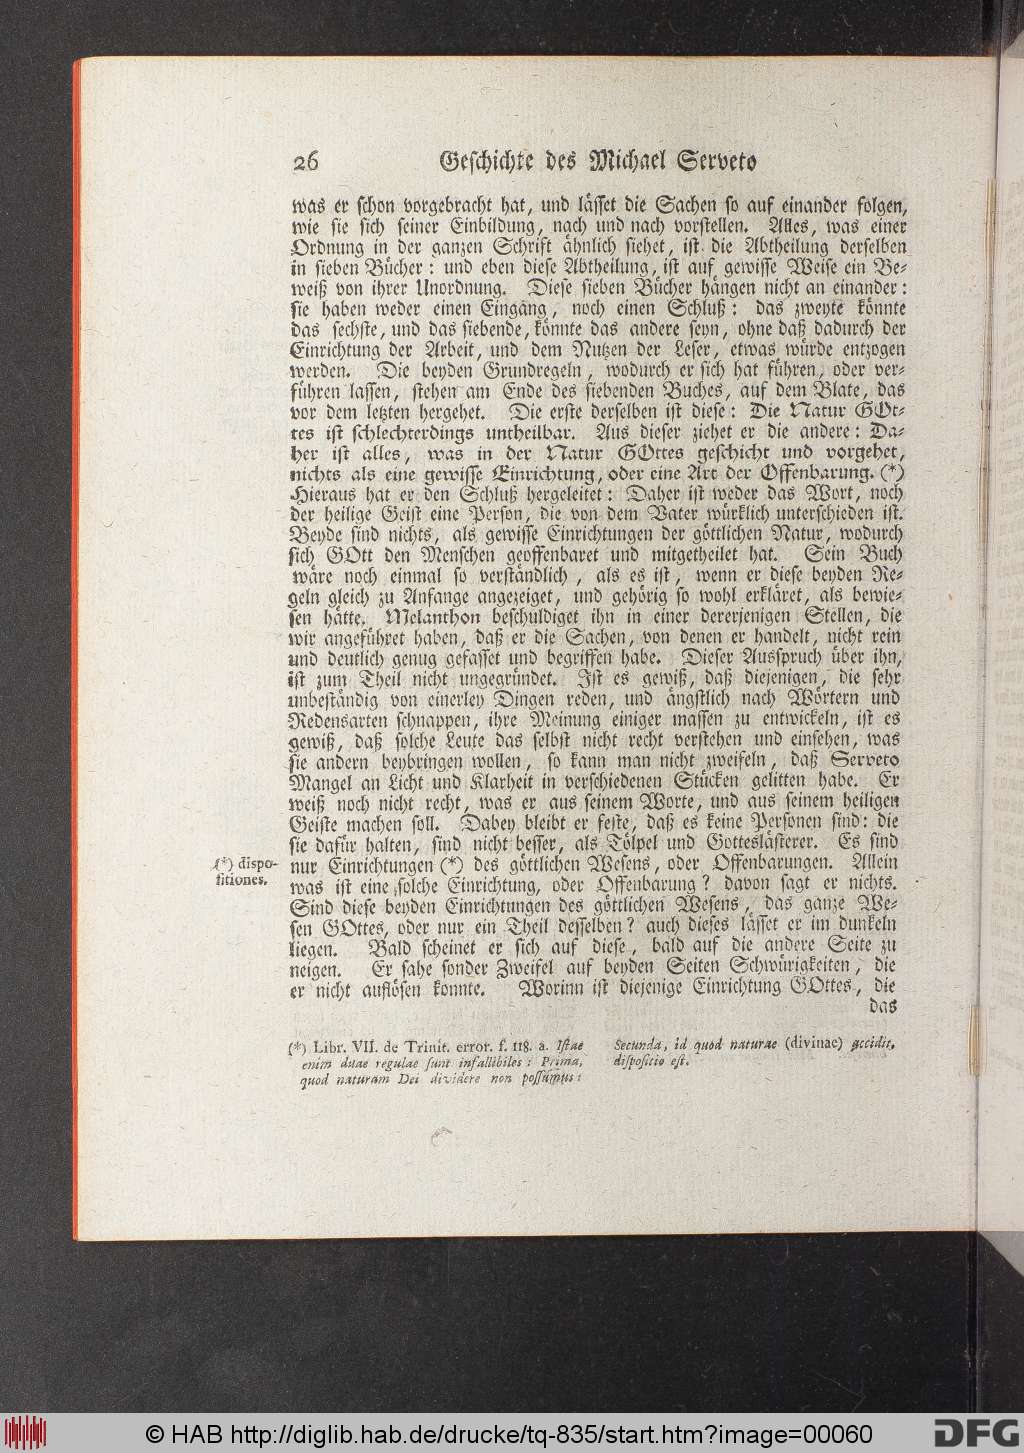 26 Geschichte des Michael Serveto
was er schon vorgebracht hat, und lässet die Sachen so auf einander folgen,
wie sie sich seiner Einbildung, nach und nach vorstellen. Alles, was einer
Ordnung in der ganzen Schrift ähnlich siehet, ist die Abtheilung derselben
in sieben Bücher: und eben diese Abtheilung, ist auf gewisse Weise ein Be-
weiß von ihrer Unordnung. Diese sieben Bücher hängen nicht an einander:
sie haben weder einen Eingang, noch einen Schluß: das zweyte könnte
das sechste, und das siebende, könnte das andere seyn, ohne daß dadurch der
Einrichtung der Arbeit, und dem Nutzen der Leser, etwas würde entzogen
werden. Die beyden Grundregeln, wodurch er sich hat führen, oder ver-
führen lassen, stehen am Ende des siebenden Buches, auf dem Blate, das
vor dem letzten hergehet. Die erste derselben ist diese: Die Natur GOt-
tes ist schlechterdings untheilbar. Aus dieser ziehet er die andere: Da-
her ist alles, was in der Natur GOttes geschicht und vorgehet,
nichts als eine gewisse Einrichtung, oder eine Art der Offenbarung. (*)
Hieraus hat er den Schluß hergeleitet: Daher ist weder das Wort, noch
der heilige Geist eine Person, die von dem Vater würklich unterschieden ist.
Beyde sind nichts, als gewisse Einrichtungen der göttlichen Natur, wodurch
sich GOtt den Menschen geoffenbaret und mitgetheilet hat. Sein Buch
wäre noch einmal so verständlich, als es ist, wenn er diese beyden Re-
geln gleich zu Anfange angezeiget, und gehörig so wohl erkläret, als bewie-
sen hätte. Melanthon beschuldiget ihn in einer dererjenigen Stellen, die
wir angeführet haben, daß er die Sachen, von denen er handelt, nicht rein
und deutlich genug gefasset und begriffen habe. Dieser Ausspruch über ihn,
ist zum Theil nicht ungegründet. Ist es gewiß, daß diejenigen, die sehr
unbeständig von einerley Dingen reden, und ängstlich nach Wörtern und
Redensarten schnappen, ihre Meinung einiger massen zu entwickeln, ist es
gewiß, daß solche Leute das selbst nicht recht verstehen und einsehen, was
sie andern beybringen wollen, so kann man nicht zweifeln, daß Serveto
Mangel an Licht und Klarheit in verschiedenen Stücken gelitten habe. Er
weiß noch nicht recht, was er aus seinem Worte, und aus seinem heiligen
Geiste machen soll. Dabey bleibt er feste, daß es keine Personen sind: die
sie dafür halten, sind nicht besser, als Tölpel und Gotteslästerer. Es sind
nur Einrichtungen (*) des göttlichen Wesens, oder Offenbarungen. Allein
was ist eine solche Einrichtung, oder Offenbarung? davon sagt er nichts.
Sind diese beyden Einrichtungen des göttlichen Wesens, das ganze We-
sen GOttes, oder nur ein Theil desselben? auch dieses lässet er im dunkeln
liegen. Bald scheinet er sich auf diese, bald auf die andere Seite zu
neigen. Er sahe sonder Zweifel auf beyden Seiten Schwürigkeiten, die
er nicht auflösen konnte. Worinn ist diejenige Einrichtung GOttes, die
das
(*) dispo-
sitiones.
(*) Libr. VII. de Trinit. error. f. 118. a. Istae
enim duae regulae sunt infallibiles: Prima,
quod naturam Dei dividere non possumus:
Secunda, id quod naturae (divinae) accidit,
dispositio est.
© HAB http://diglib.hab.de/drucke/tq-835/start.htm?image=00060
DFG